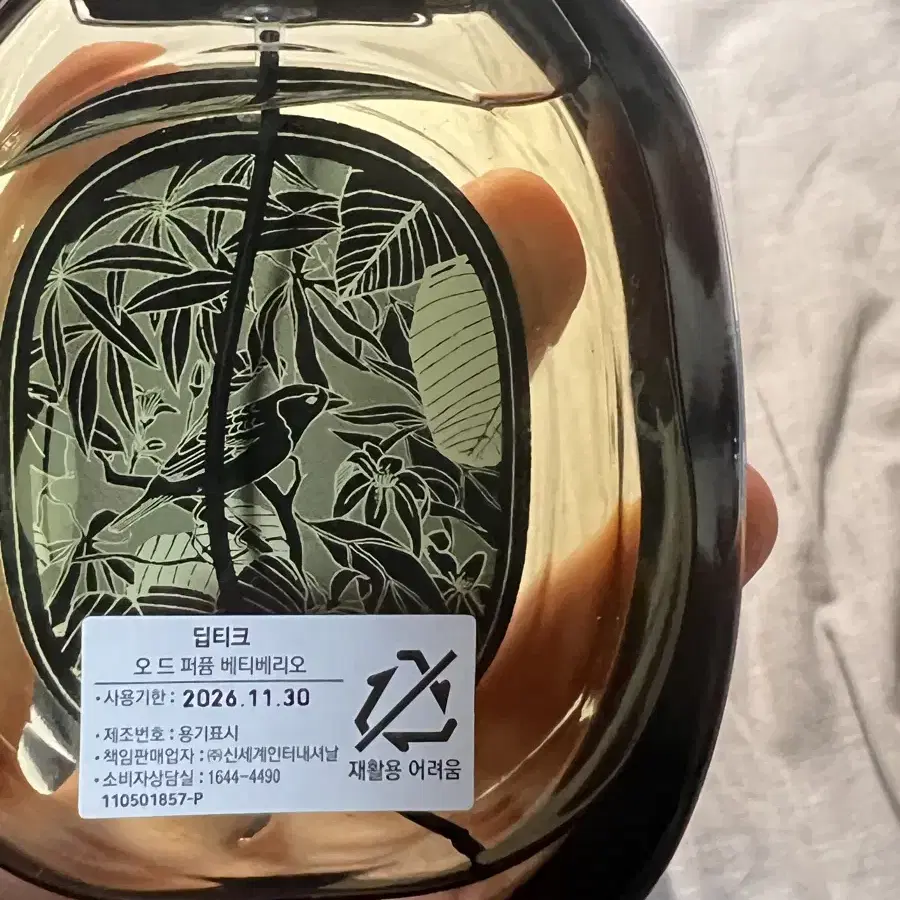 딥티크
오 드 퍼퓸 베티베리오
·사용기한 : 2026.11.30
·제조번호 : 용기표시
·책임판매업자 : ㈜신세계인터내셔날
·소비자상담실 : 1644-4490
110501857-P
재활용 어려움